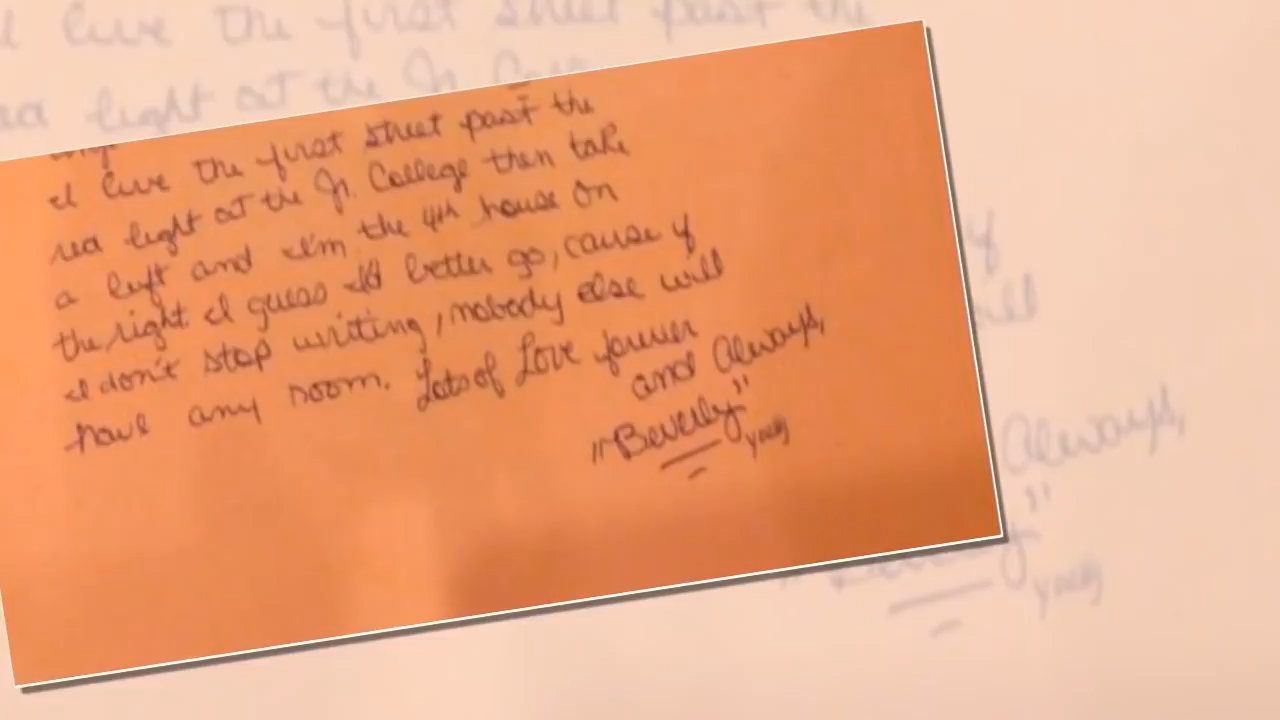 I live the first street past the
red light at the Jr. College then take
a left and I'm the 4th house on
the right. I guess I'd better go, cause if
I don't stop writing, nobody else will
have any room. Lots of Love forever
and Always,
"Beverly"